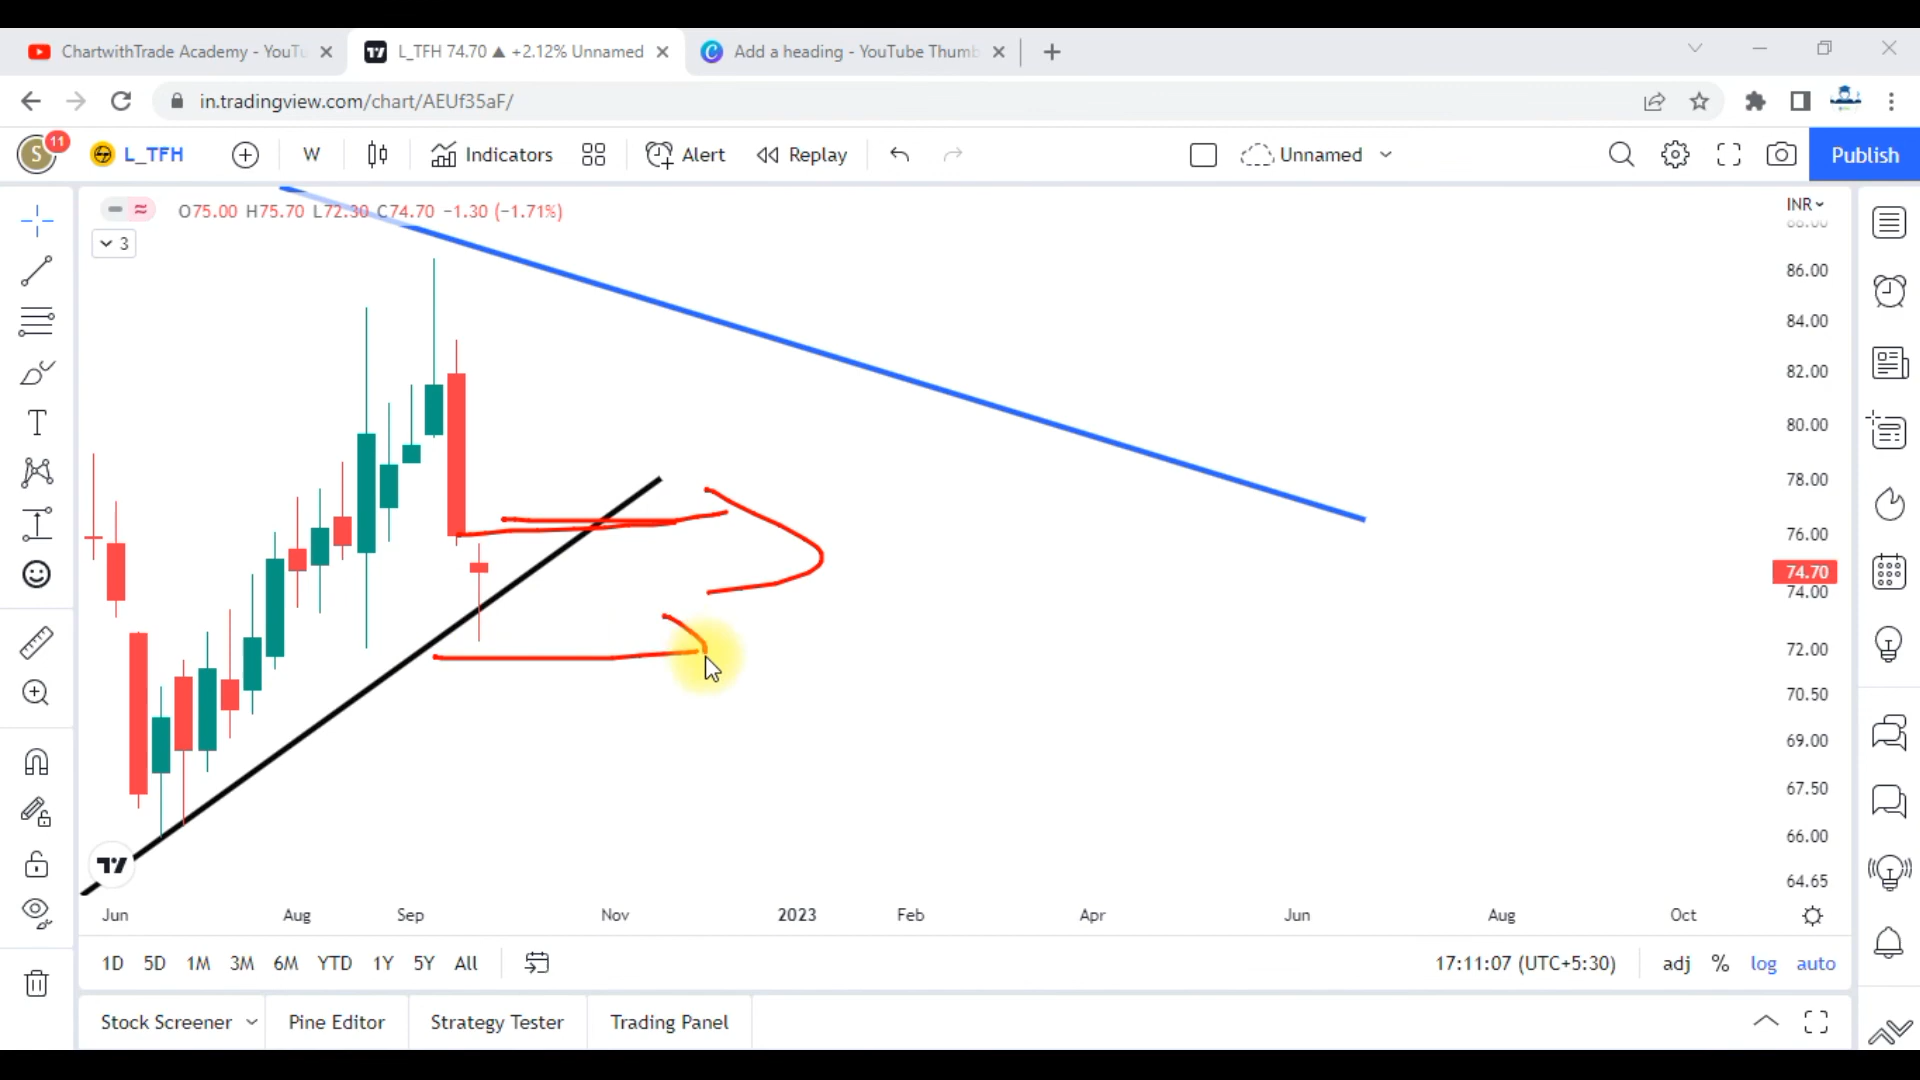 ChartwithTrade Academy - YouTu
L_TFH 74.70 ▲ +2.12% Unnamed
Add a heading - YouTube Thumb
in.tradingview.com/chart/AEUf35aF/
S 11 L_TFH W Indicators Alert Replay Unnamed Publish
O75.00 H75.70 L72.30 C74.70 −1.30 (−1.71%)
INR
3
86.00
84.00
82.00
80.00
78.00
76.00
74.70
74.00
72.00
70.50
69.00
67.50
66.00
64.65
Jun Aug Sep Nov 2023 Feb Apr Jun Aug Oct
1D 5D 1M 3M 6M YTD 1Y 5Y All 17:11:07 (UTC+5:30) adj % log auto
Stock Screener Pine Editor Strategy Tester Trading Panel